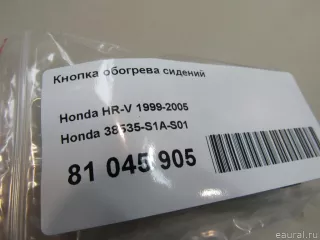 Кнопка обогрева сидений
Honda HR-V 1999-2005
Honda 38535-S1A-S01
81 045 905
© eaural.ru